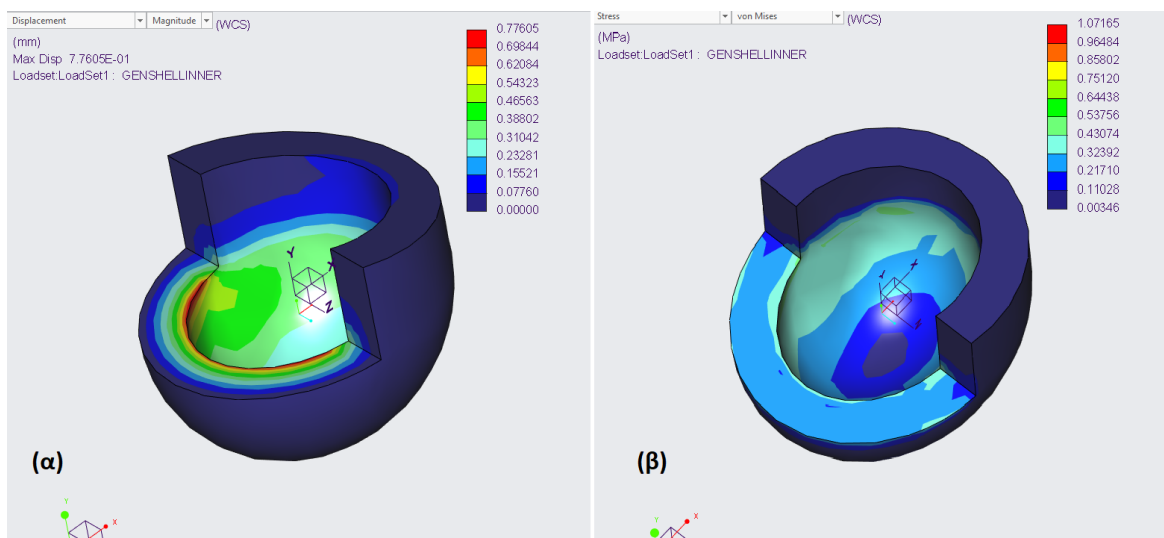 Displacement Magnitude (WCS)
(mm)
Max Disp 7.7605E-01
Loadset:LoadSet1 : GENSHELLINNER
0.77605
0.69844
0.62084
0.54323
0.46563
0.38802
0.31042
0.23281
0.15521
0.07760
0.00000
Y
X
Z
(α)
Y
X
Stress von Mises (WCS)
(MPa)
Loadset:LoadSet1 : GENSHELLINNER
1.07165
0.96484
0.85802
0.75120
0.64438
0.53756
0.43074
0.32392
0.21710
0.11028
0.00346
(β)
Y
X